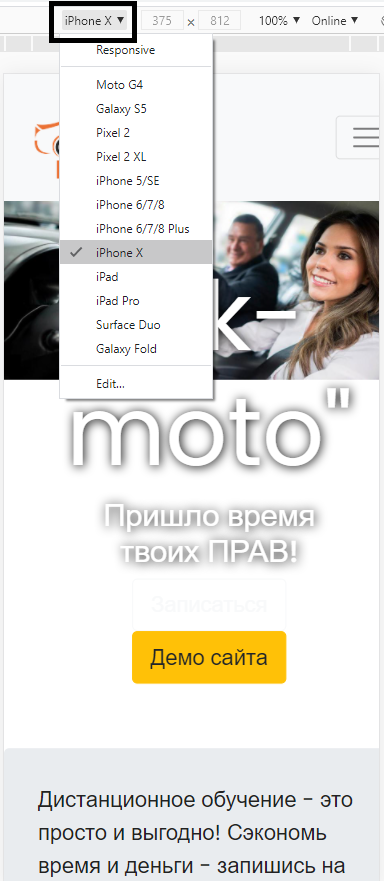 iPhone X ▼ 375 × 812 100% ▼ Online ▼
Responsive
Moto G4
Galaxy S5
Pixel 2
Pixel 2 XL
iPhone 5/SE
iPhone 6/7/8
iPhone 6/7/8 Plus
iPhone X
iPad
iPad Pro
Surface Duo
Galaxy Fold
Edit...
k-
moto"
Пришло время
твоих ПРАВ!
Записаться
Демо сайта
Дистанционное обучение - это
просто и выгодно! Сэкономь
время и деньги - запишись на